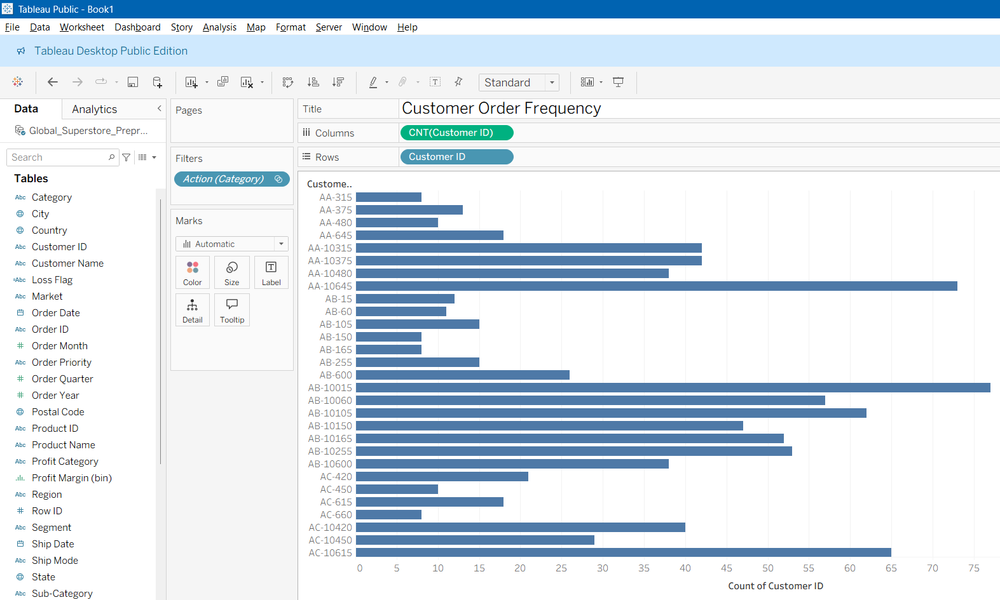 Tableau Public - Book1
File Data Worksheet Dashboard Story Analysis Map Format Server Window Help
Tableau Desktop Public Edition
Standard
Data Analytics
Global_Superstore_Prepr...
Search
Tables
Abc Category
City
Country
Abc Customer ID
Abc Customer Name
=Abc Loss Flag
Abc Market
Order Date
Abc Order ID
# Order Month
Abc Order Priority
# Order Quarter
# Order Year
Postal Code
Abc Product ID
Abc Product Name
Abc Profit Category
Profit Margin (bin)
Abc Region
# Row ID
Abc Segment
Ship Date
Abc Ship Mode
State
Abc Sub-Category
Pages
Filters
Action (Category)
Marks
Automatic
Color Size Label
Detail Tooltip
Title Customer Order Frequency
Columns CNT(Customer ID)
Rows Customer ID
Custome..
AA-315
AA-375
AA-480
AA-645
AA-10315
AA-10375
AA-10480
AA-10645
AB-15
AB-60
AB-105
AB-150
AB-165
AB-255
AB-600
AB-10015
AB-10060
AB-10105
AB-10150
AB-10165
AB-10255
AB-10600
AC-420
AC-450
AC-615
AC-660
AC-10420
AC-10450
AC-10615
0 5 10 15 20 25 30 35 40 45 50 55 60 65 70 75
Count of Customer ID